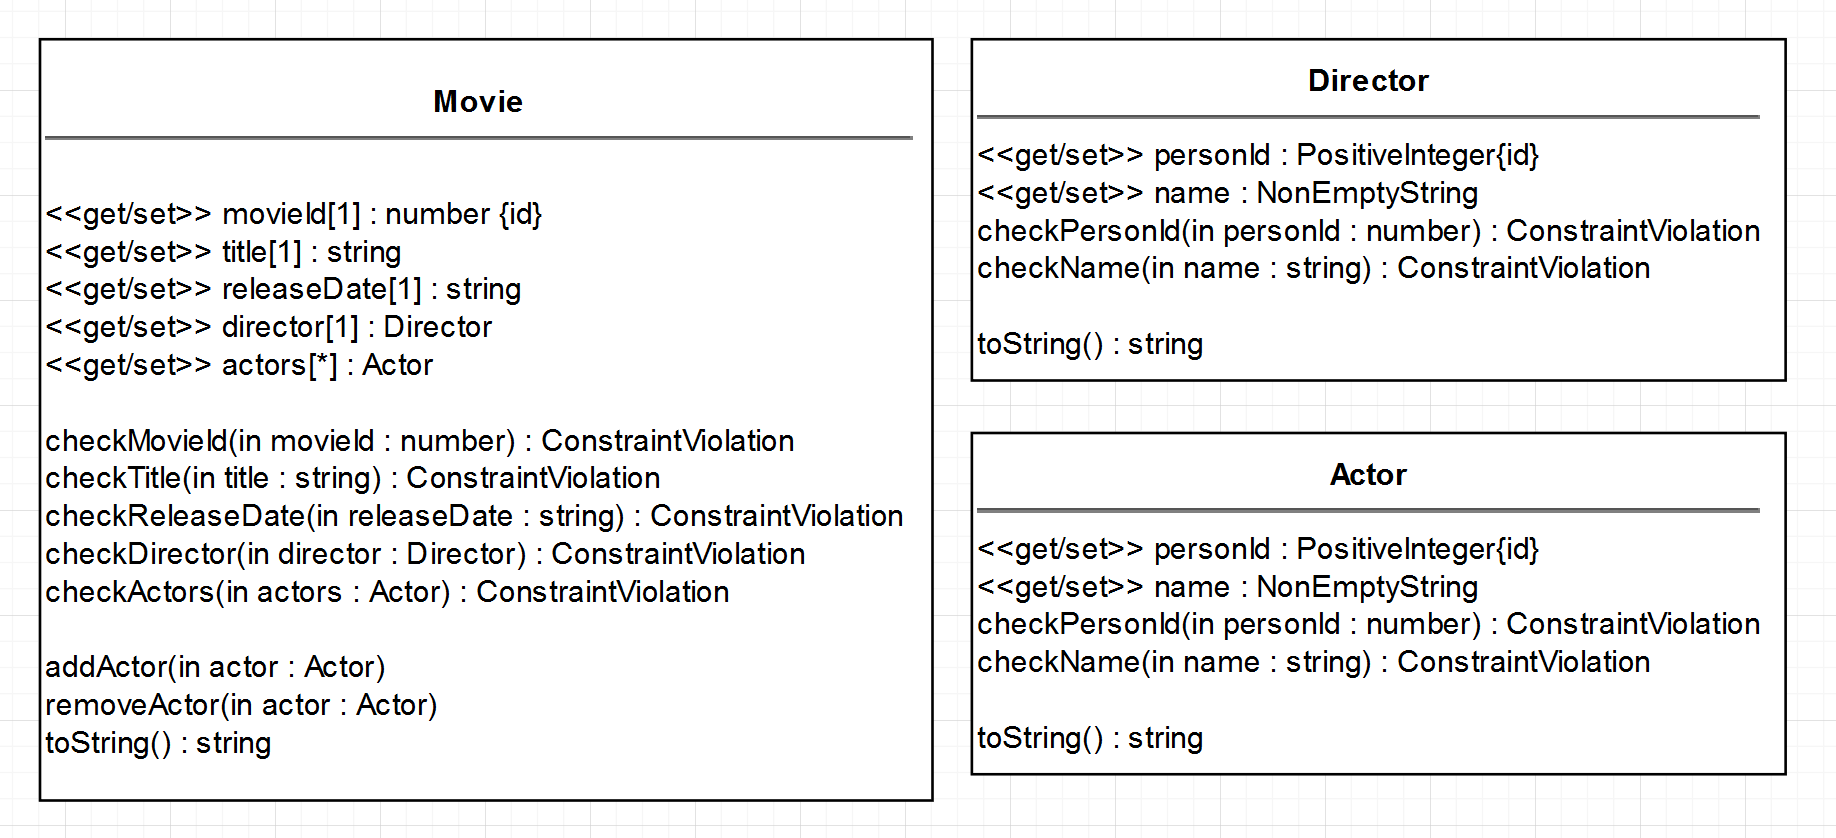 Movie
<<get/set>> movieId[1] : number {id}
<<get/set>> title[1] : string
<<get/set>> releaseDate[1] : string
<<get/set>> director[1] : Director
<<get/set>> actors[*] : Actor
checkMovieId(in movieId : number) : ConstraintViolation
checkTitle(in title : string) : ConstraintViolation
checkReleaseDate(in releaseDate : string) : ConstraintViolation
checkDirector(in director : Director) : ConstraintViolation
checkActors(in actors : Actor) : ConstraintViolation
addActor(in actor : Actor)
removeActor(in actor : Actor)
toString() : string
Director
<<get/set>> personId : PositiveInteger{id}
<<get/set>> name : NonEmptyString
checkPersonId(in personId : number) : ConstraintViolation
checkName(in name : string) : ConstraintViolation
toString() : string
Actor
<<get/set>> personId : PositiveInteger{id}
<<get/set>> name : NonEmptyString
checkPersonId(in personId : number) : ConstraintViolation
checkName(in name : string) : ConstraintViolation
toString() : string